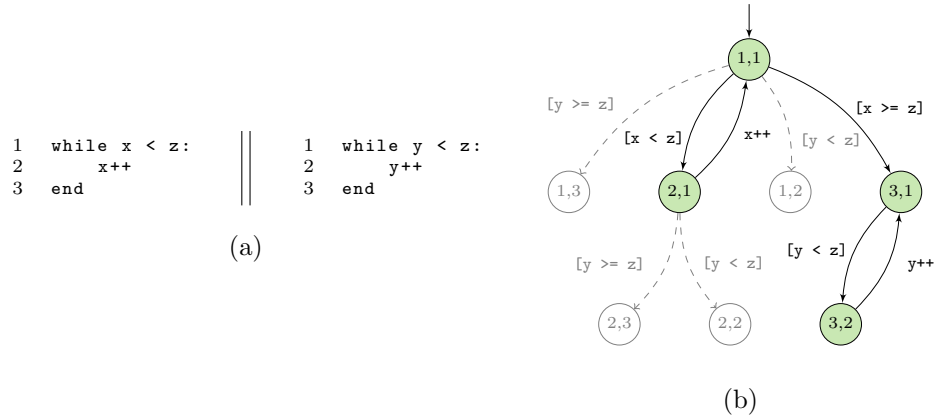 1 while x < z:
2 x++
3 end
1 while y < z:
2 y++
3 end
(a)
1,1
[y >= z]
[x < z]
x++
[y < z]
[x >= z]
1,3
2,1
1,2
3,1
[y >= z]
[y < z]
[y < z]
y++
2,3
2,2
3,2
(b)